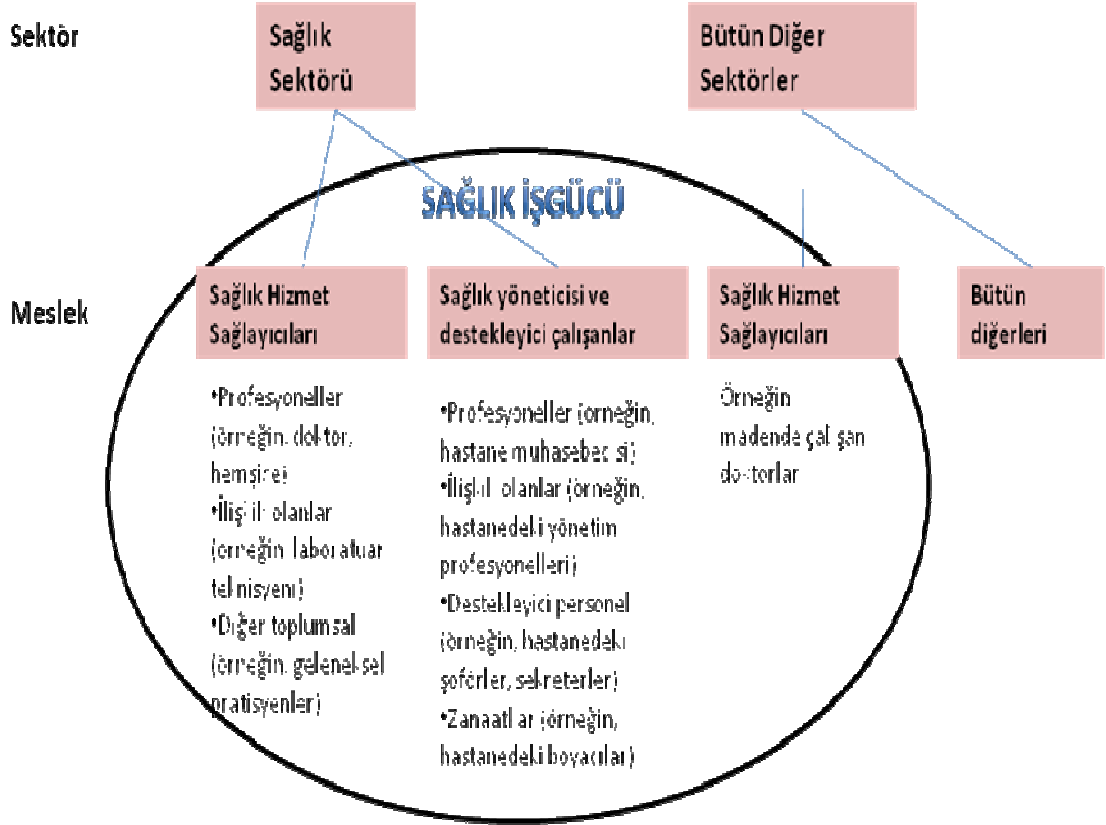 Sektör
Sağlık
Sektörü
Bütün Diğer
Sektörler
SAĞLIK İŞGÜCÜ
Meslek
Sağlık Hizmet
Sağlayıcıları
Sağlık yöneticisi ve
destekleyici çalışanlar
Sağlık Hizmet
Sağlayıcıları
Bütün
diğerleri
•Profesyoneller
(örneğin, doktor,
hemşire)
•İlişkili olanlar
(örneğin, laboratuar
teknisyeni)
•Diğer toplumsal
(örneğin, geleneksel
pratisyenler)
•Profesyoneller (örneğin,
hastane muhasebecisi)
•İlişkili olanlar (örneğin,
hastanedeki yönetim
profesyonelleri)
•Destekleyici personel
(örneğin, hastanedeki
şoförler, sekreterler)
•Zanaatlar (örneğin,
hastanedeki boyacılar)
Örneğin
madende çalışan
doktorlar